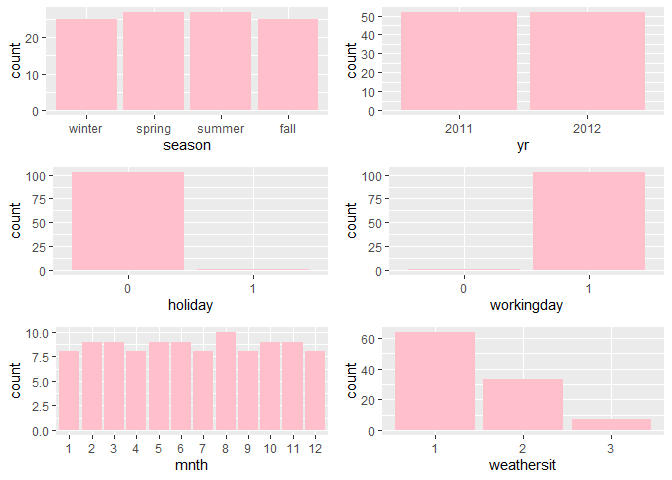 count
20
10
0
winter spring summer fall
season
count
50
40
30
20
10
0
2011 2012
yr
count
100
75
50
25
0
0 1
holiday
count
100
75
50
25
0
0 1
workingday
count
10.0
7.5
5.0
2.5
0.0
1 2 3 4 5 6 7 8 9 10 11 12
mnth
count
60
40
20
0
1 2 3
weathersit